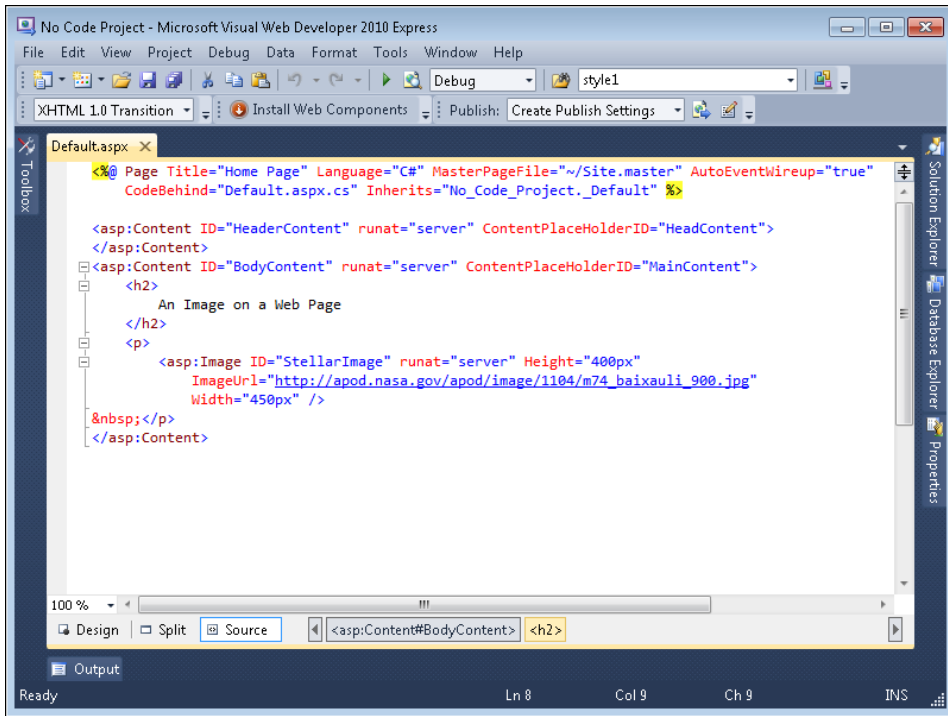 No Code Project - Microsoft Visual Web Developer 2010 Express
File Edit View Project Debug Data Format Tools Window Help
Debug style1
XHTML 1.0 Transition Install Web Components Publish: Create Publish Settings
Toolbox
Default.aspx
<%@ Page Title="Home Page" Language="C#" MasterPageFile="~/Site.master" AutoEventWireup="true"
CodeBehind="Default.aspx.cs" Inherits="No_Code_Project._Default" %>
<asp:Content ID="HeaderContent" runat="server" ContentPlaceHolderID="HeadContent">
</asp:Content>
<asp:Content ID="BodyContent" runat="server" ContentPlaceHolderID="MainContent">
<h2>
An Image on a Web Page
</h2>
<p>
<asp:Image ID="StellarImage" runat="server" Height="400px"
ImageUrl="http://apod.nasa.gov/apod/image/1104/m74_baixauli_900.jpg"
Width="450px" />
&nbsp;</p>
</asp:Content>
Solution Explorer
Database Explorer
Properties
100 %
Design Split Source <asp:Content#BodyContent> <h2>
Output
Ready Ln 8 Col 9 Ch 9 INS